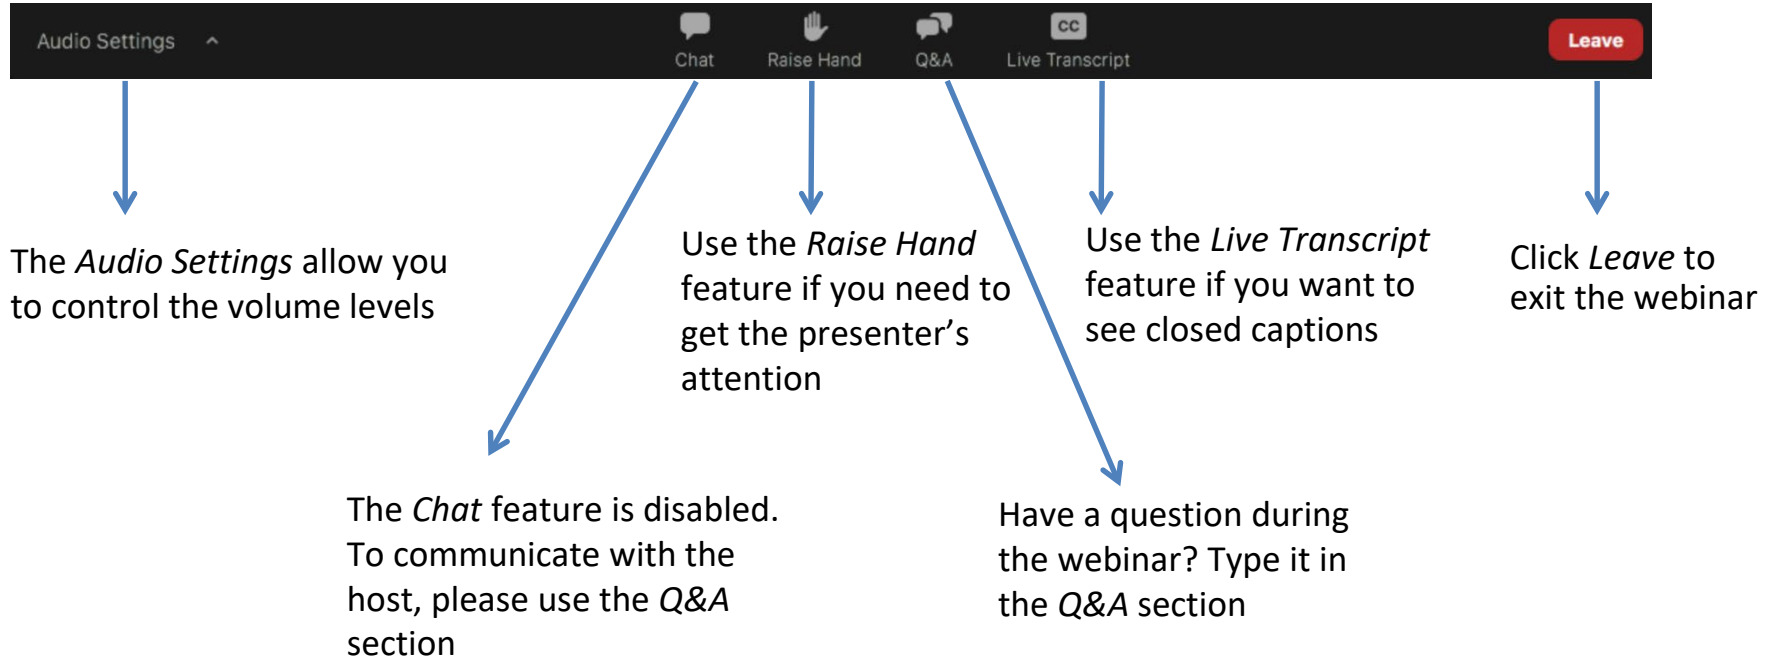 Audio Settings
Chat
Raise Hand
Q&A
CC
Live Transcript
Leave
The Audio Settings allow you
to control the volume levels
Use the Raise Hand
feature if you need to
get the presenter’s
attention
Use the Live Transcript
feature if you want to
see closed captions
Click Leave to
exit the webinar
The Chat feature is disabled.
To communicate with the
host, please use the Q&A
section
Have a question during
the webinar? Type it in
the Q&A section